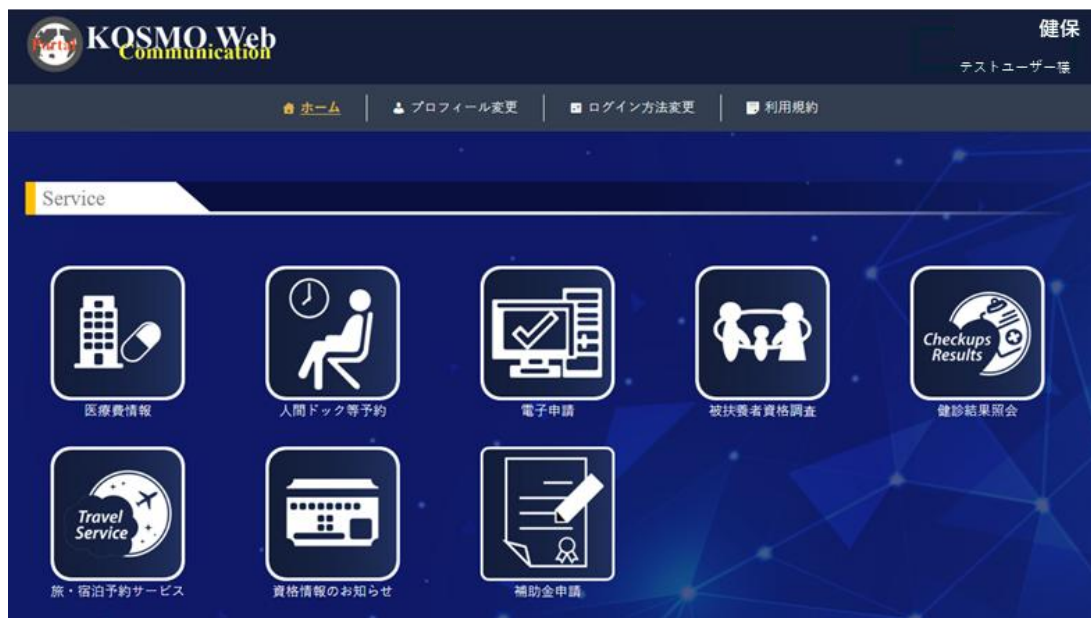 Portal KOSMO Web
Communication
健保
テストユーザー様
ホーム
プロフィール変更
ログイン方法変更
利用規約
Service
Checkups
Results
医療費情報
人間ドック等予約
電子申請
被扶養者資格調査
健診結果照会
Travel
Service
旅・宿泊予約サービス
資格情報のお知らせ
補助金申請